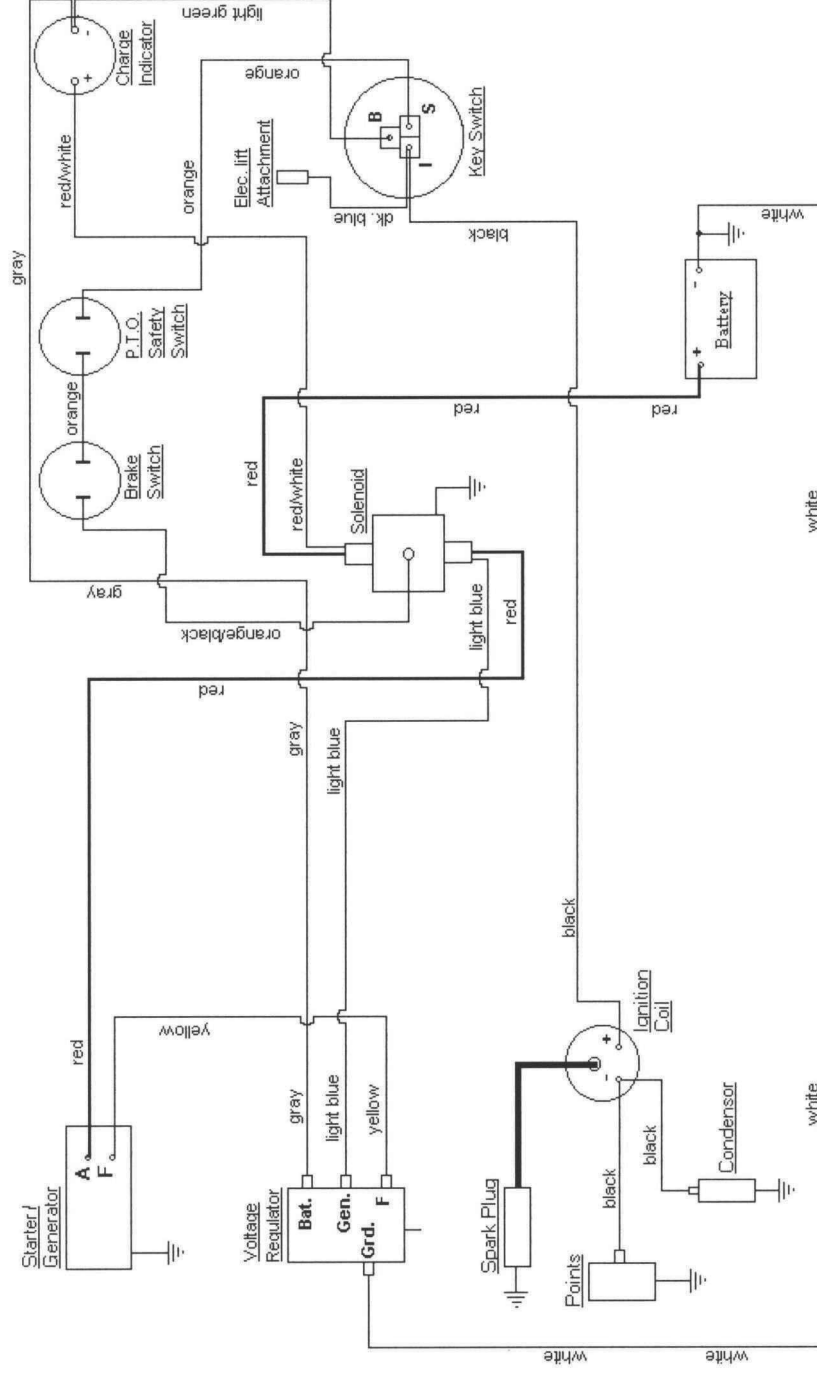 light green
Charge
Indicator
-
+
red/white
gray
orange
orange
Elec. lift
Attachment
dk. blue
B
S
I
Key Switch
black
P.T.O.
Safety
Switch
orange
Brake
Switch
gray
orange/black
red
red/white
Solenoid
light blue
red
red
red
Battery
+
-
white
white
red
gray
light blue
black
red
yellow
Starter/
Generator
A
F
gray
light blue
yellow
Voltage
Regulator
Bat.
Gen.
F
Grd.
Spark Plug
Ignition
Coil
+
-
black
black
Points
Condensor
white
white
white